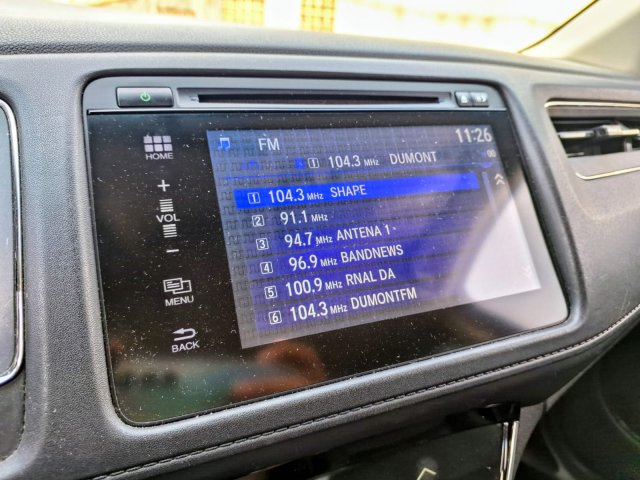 FM 11:26
1 104.3 MHz DUMONT
HOME
+
VOL
-
MENU
BACK
1 104.3 MHz SHAPE
2 91.1 MHz
3 94.7 MHz ANTENA 1
4 96.9 MHz BANDNEWS
5 100.9 MHz RNAL DA
6 104.3 MHz DUMONTFM